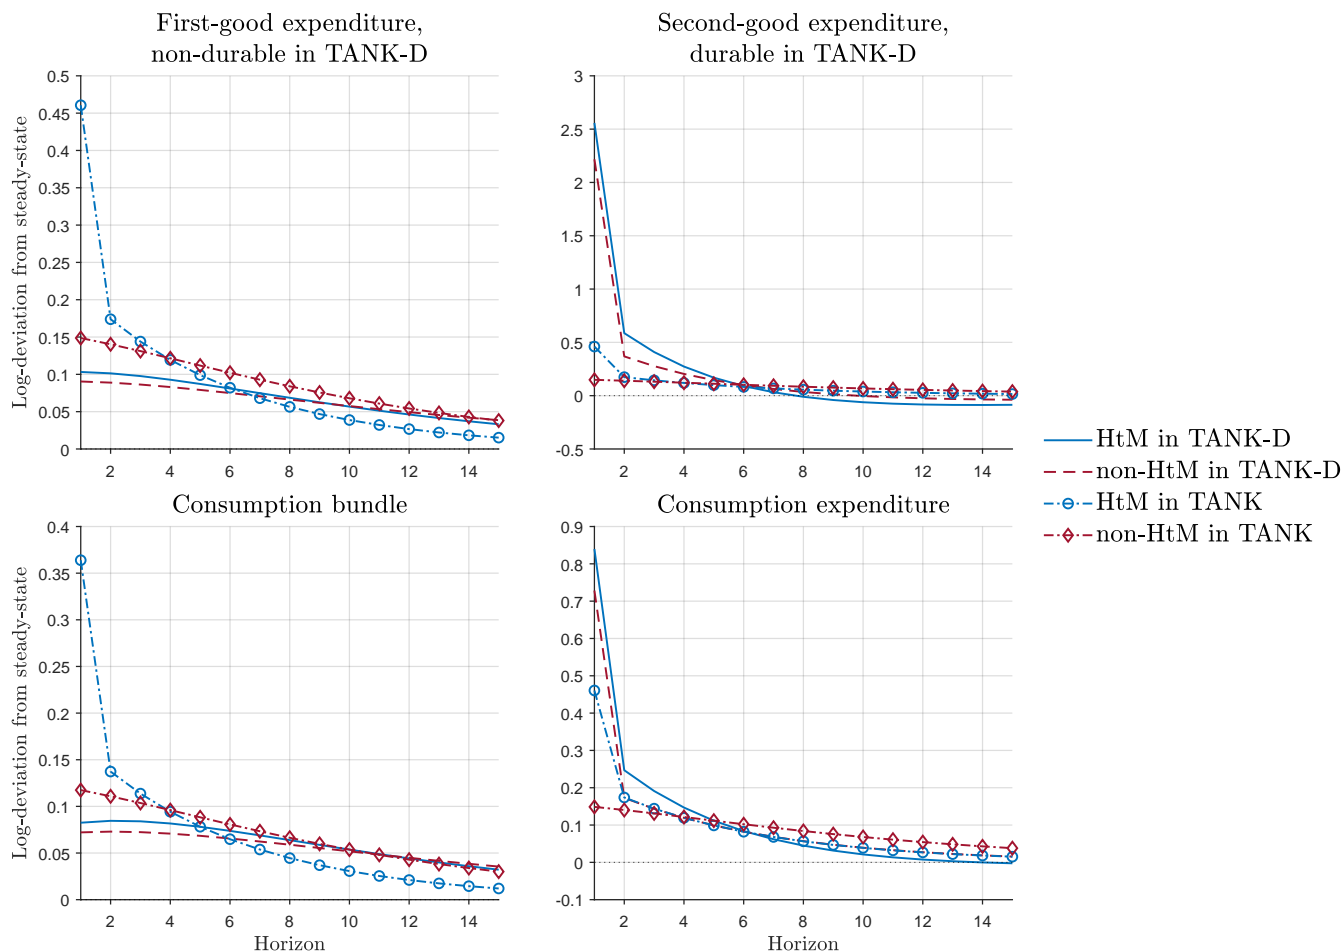 First-good expenditure,
non-durable in TANK-D
Second-good expenditure,
durable in TANK-D
Log-deviation from steady-state
0.5
0.45
0.4
0.35
0.3
0.25
0.2
0.15
0.1
0.05
0
2 4 6 8 10 12 14
3
2.5
2
1.5
1
0.5
0
-0.5
2 4 6 8 10 12 14
HtM in TANK-D
non-HtM in TANK-D
HtM in TANK
non-HtM in TANK
Consumption bundle
Consumption expenditure
Log-deviation from steady-state
0.4
0.35
0.3
0.25
0.2
0.15
0.1
0.05
0
2 4 6 8 10 12 14
Horizon
0.9
0.8
0.7
0.6
0.5
0.4
0.3
0.2
0.1
0
-0.1
2 4 6 8 10 12 14
Horizon